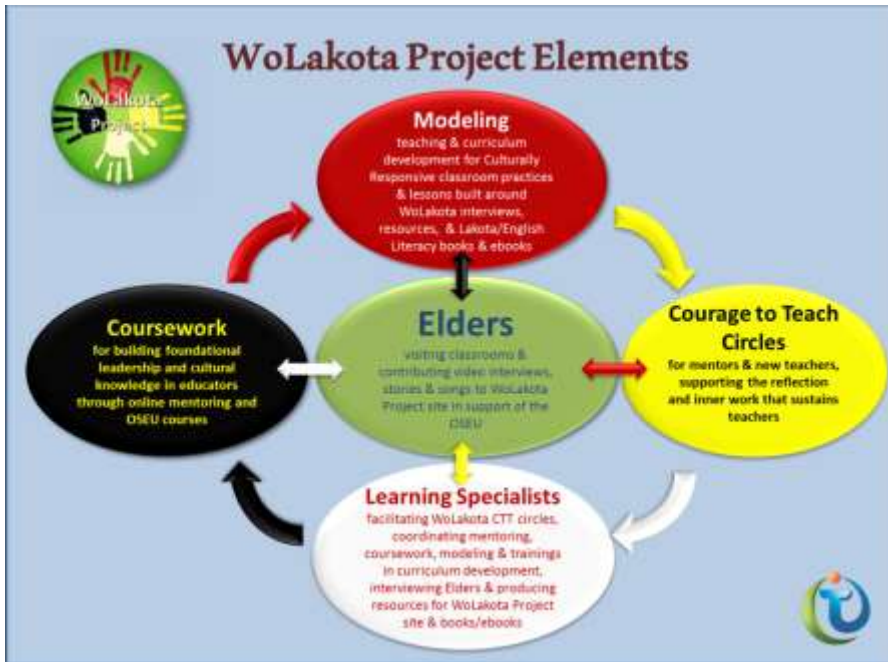 WoLakota Project Elements
WoLakota
Project
Modeling
teaching & curriculum
development for Culturally
Responsive classroom practices
& lessons built around
WoLakota interviews,
resources, & Lakota/English
Literacy books & ebooks
Coursework
for building foundational
leadership and cultural
knowledge in educators
through online mentoring and
OSEU courses
Elders
visiting classrooms &
contributing video interviews,
stories & songs to WoLakota
Project site in support of the
OSEU
Courage to Teach
Circles
for mentors & new teachers,
supporting the reflection
and inner work that sustains
teachers
Learning Specialists
facilitating WoLakota CTT circles,
coordinating mentoring,
coursework, modeling & trainings
in curriculum development,
interviewing Elders & producing
resources for WoLakota Project
site & books/ebooks